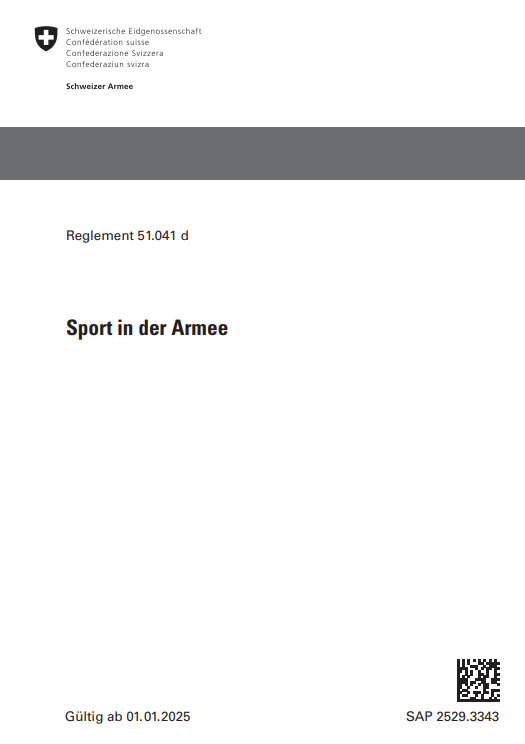 Schweizerische Eidgenossenschaft
Confédération suisse
Confederazione Svizzera
Confederaziun svizra
Schweizer Armee
Reglement 51.041 d
Sport in der Armee
Gültig ab 01.01.2025
SAP 2529.3343